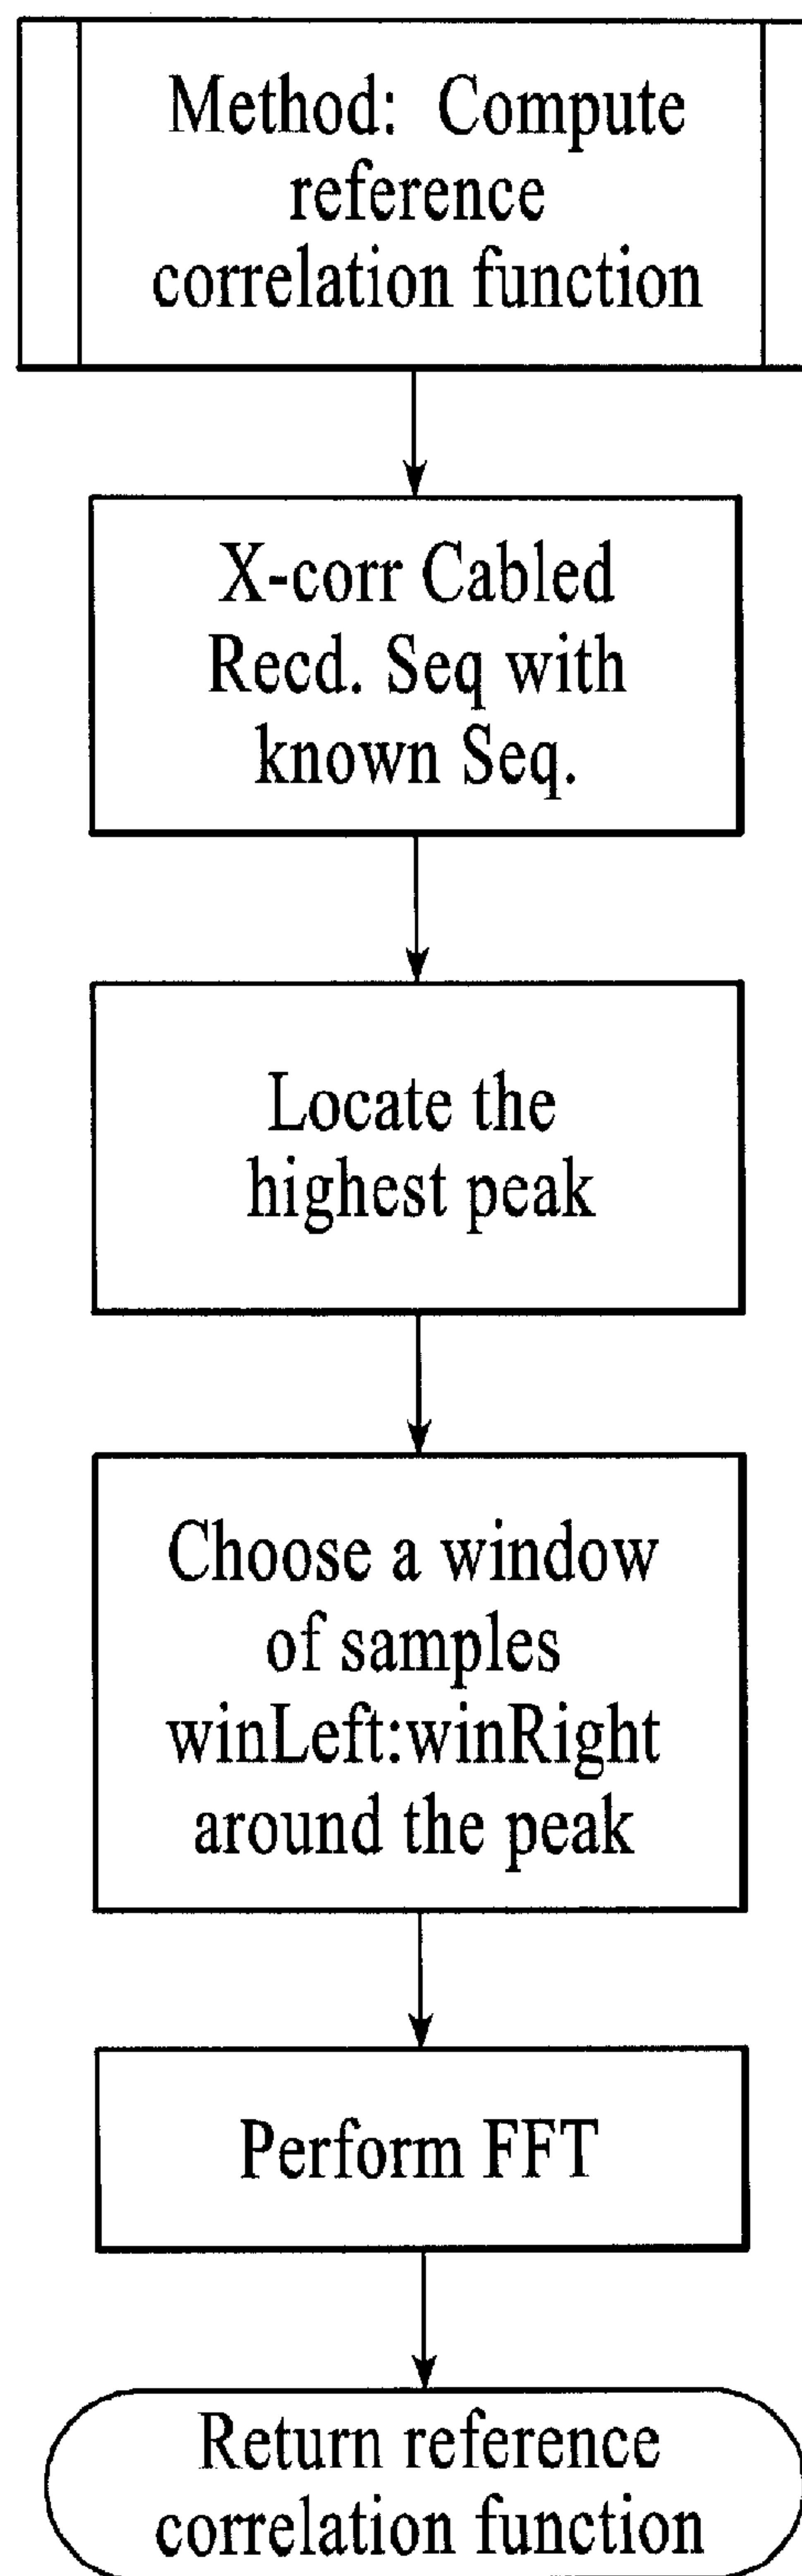 Method: Compute
reference
correlation function
X-corr Cabled
Recd. Seq with
known Seq.
Locate the
highest peak
Choose a window
of samples
winLeft:winRight
around the peak
Perform FFT
Return reference
correlation function